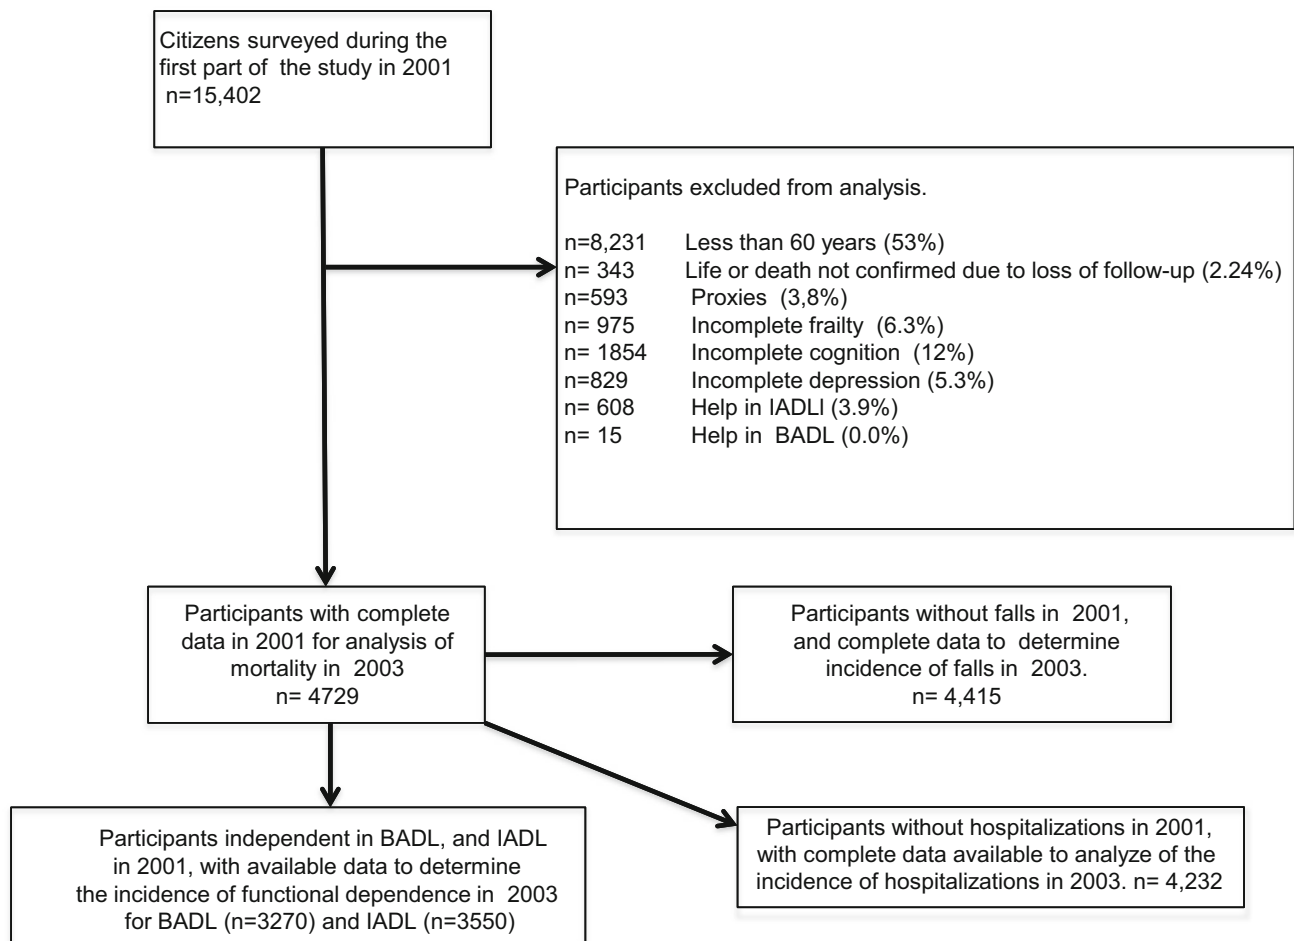 Citizens surveyed during the
first part of the study in 2001
n=15,402
Participants excluded from analysis.
n=8,231 Less than 60 years (53%)
n= 343 Life or death not confirmed due to loss of follow-up (2.24%)
n=593 Proxies (3,8%)
n= 975 Incomplete frailty (6.3%)
n= 1854 Incomplete cognition (12%)
n=829 Incomplete depression (5.3%)
n= 608 Help in IADLl (3.9%)
n= 15 Help in BADL (0.0%)
Participants with complete
data in 2001 for analysis of
mortality in 2003
n= 4729
Participants without falls in 2001,
and complete data to determine
incidence of falls in 2003.
n= 4,415
Participants independent in BADL, and IADL
in 2001, with available data to determine
the incidence of functional dependence in 2003
for BADL (n=3270) and IADL (n=3550)
Participants without hospitalizations in 2001,
with complete data available to analyze of the
incidence of hospitalizations in 2003. n= 4,232